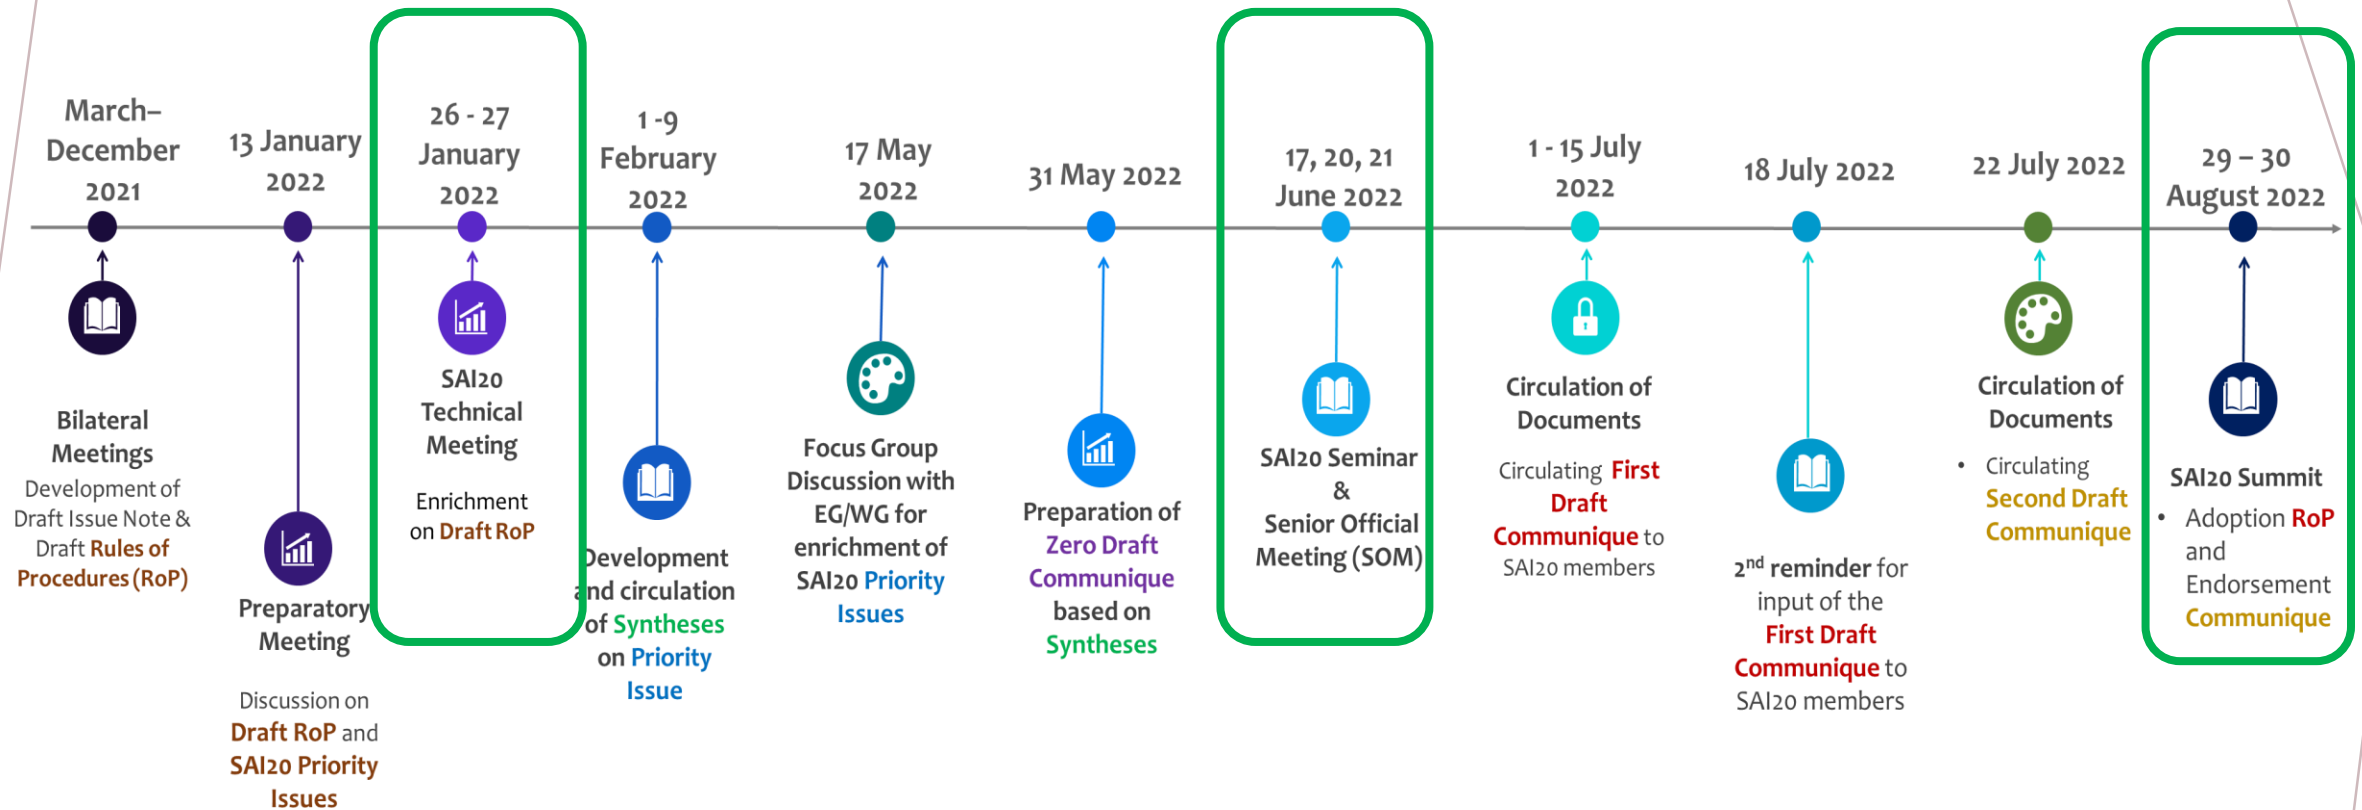 March–
December
2021
Bilateral
Meetings
Development of
Draft Issue Note &
Draft Rules of
Procedures (RoP)
13 January
2022
Preparatory
Meeting
Discussion on
Draft RoP and
SAI20 Priority
Issues
26 - 27
January
2022
SAI20
Technical
Meeting
Enrichment
on Draft RoP
1 -9
February
2022
Development
and circulation
of Syntheses
on Priority
Issue
17 May
2022
Focus Group
Discussion with
EG/WG for
enrichment of
SAI20 Priority
Issues
31 May 2022
Preparation of
Zero Draft
Communique
based on
Syntheses
17, 20, 21
June 2022
SAI20 Seminar
&
Senior Official
Meeting (SOM)
1 - 15 July
2022
Circulation of
Documents
Circulating First
Draft
Communique to
SAI20 members
18 July 2022
2nd reminder for
input of the
First Draft
Communique to
SAI20 members
22 July 2022
Circulation of
Documents
• Circulating
Second Draft
Communique
29 – 30
August 2022
SAI20 Summit
• Adoption RoP
and
Endorsement
Communique